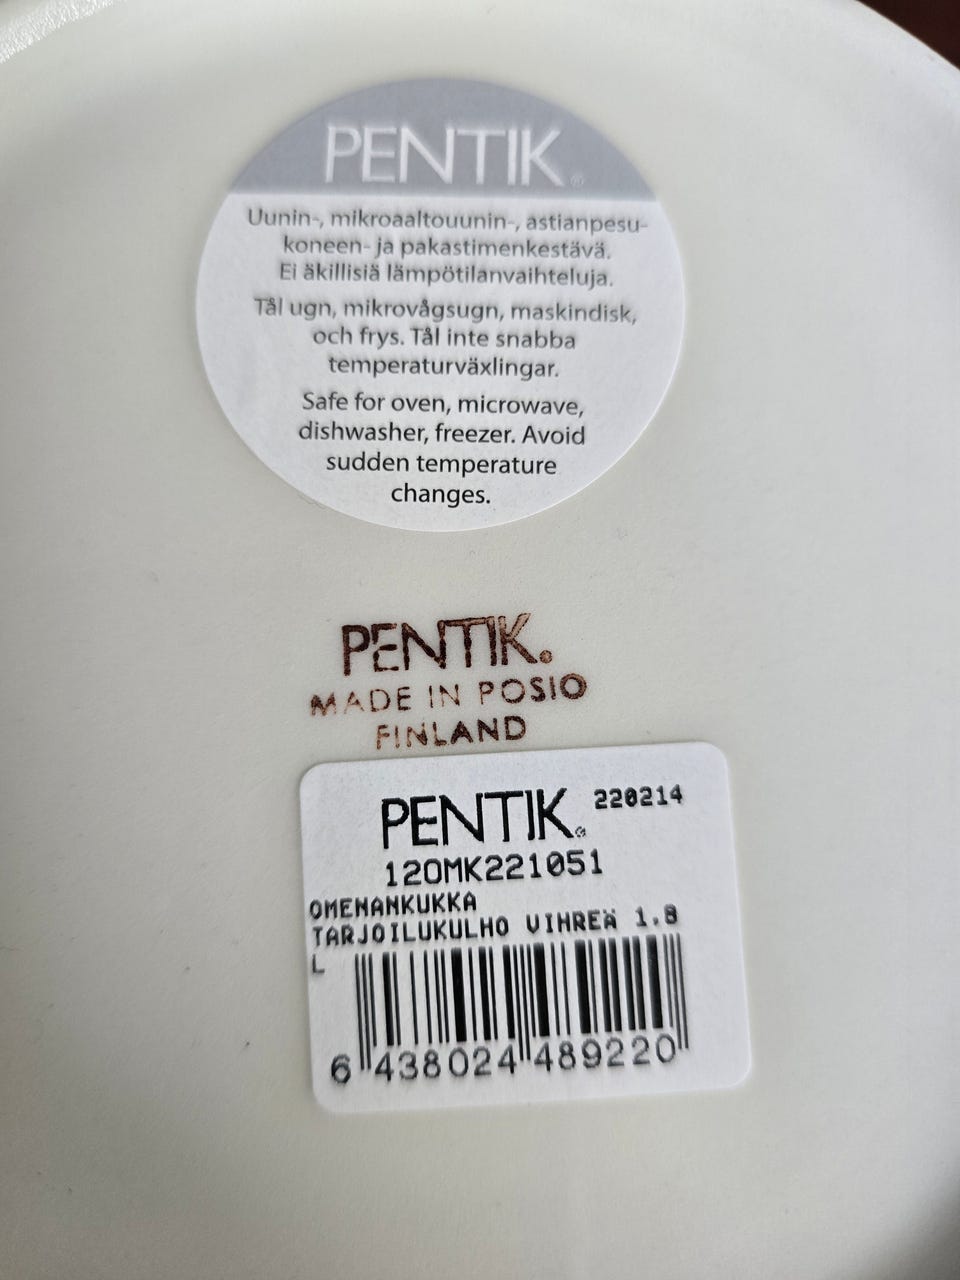 PENTIK®
Uunin-, mikroaaltouunin-, astianpesu-
koneen- ja pakastimenkestävä.
Ei äkillisiä lämpötilanvaihteluja.
Tål ugn, mikrovågsugn, maskindisk,
och frys. Tål inte snabba
temperaturväxlingar.
Safe for oven, microwave,
dishwasher, freezer. Avoid
sudden temperature
changes.
PENTIK®
MADE IN POSIO
FINLAND
PENTIK® 220214
12OMK221051
OMENANKUKKA
TARJOILUKULHO VIHREÄ 1.8
L
6 438024 489220